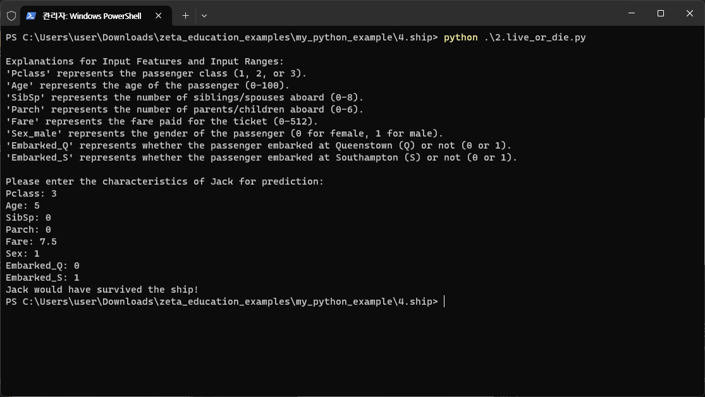 관리자: Windows PowerShell
PS C:\Users\user\Downloads\zeta_education_examples\my_python_example\4.ship> python .\2.live_or_die.py
Explanations for Input Features and Input Ranges:
'Pclass' represents the passenger class (1, 2, or 3).
'Age' represents the age of the passenger (0-100).
'SibSp' represents the number of siblings/spouses aboard (0-8).
'Parch' represents the number of parents/children aboard (0-6).
'Fare' represents the fare paid for the ticket (0-512).
'Sex_male' represents the gender of the passenger (0 for female, 1 for male).
'Embarked_Q' represents whether the passenger embarked at Queenstown (Q) or not (0 or 1).
'Embarked_S' represents whether the passenger embarked at Southampton (S) or not (0 or 1).
Please enter the characteristics of Jack for prediction:
Pclass: 3
Age: 5
SibSp: 0
Parch: 0
Fare: 7.5
Sex: 1
Embarked_Q: 0
Embarked_S: 1
Jack would have survived the ship!
PS C:\Users\user\Downloads\zeta_education_examples\my_python_example\4.ship>